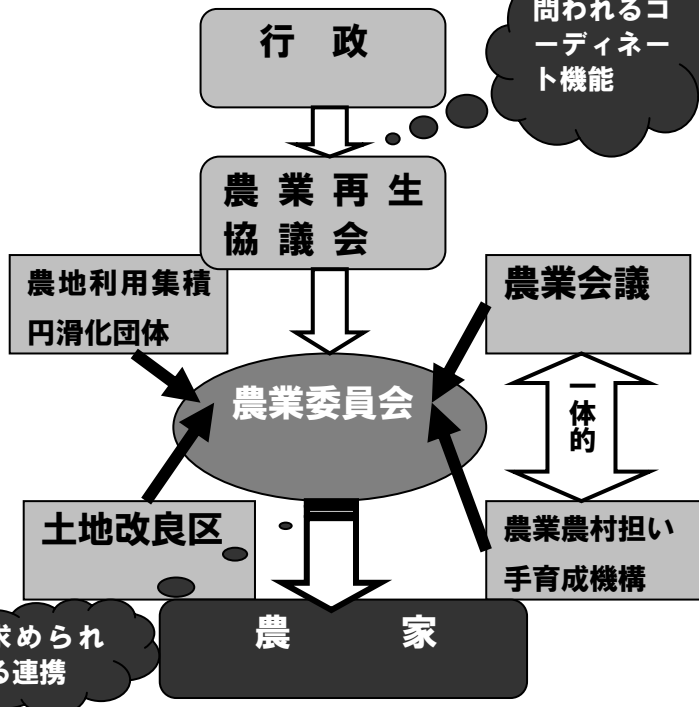 問われるコ
ーディネー
ト機能
行政
農業再生
協議会
農地利用集積
円滑化団体
農業会議
農業委員会
一体的
土地改良区
農業農村担い
手育成機構
求められ
る連携
農家